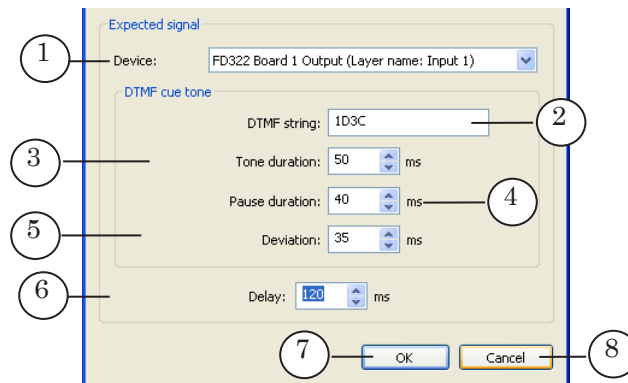 Expected signal
1 Device: FD322 Board 1 Output (Layer name: Input 1)
DTMF cue tone
DTMF string: 1D3C 2
3 Tone duration: 50 ms
Pause duration: 40 ms 4
5 Deviation: 35 ms
6 Delay: 120 ms
7 OK Cancel 8